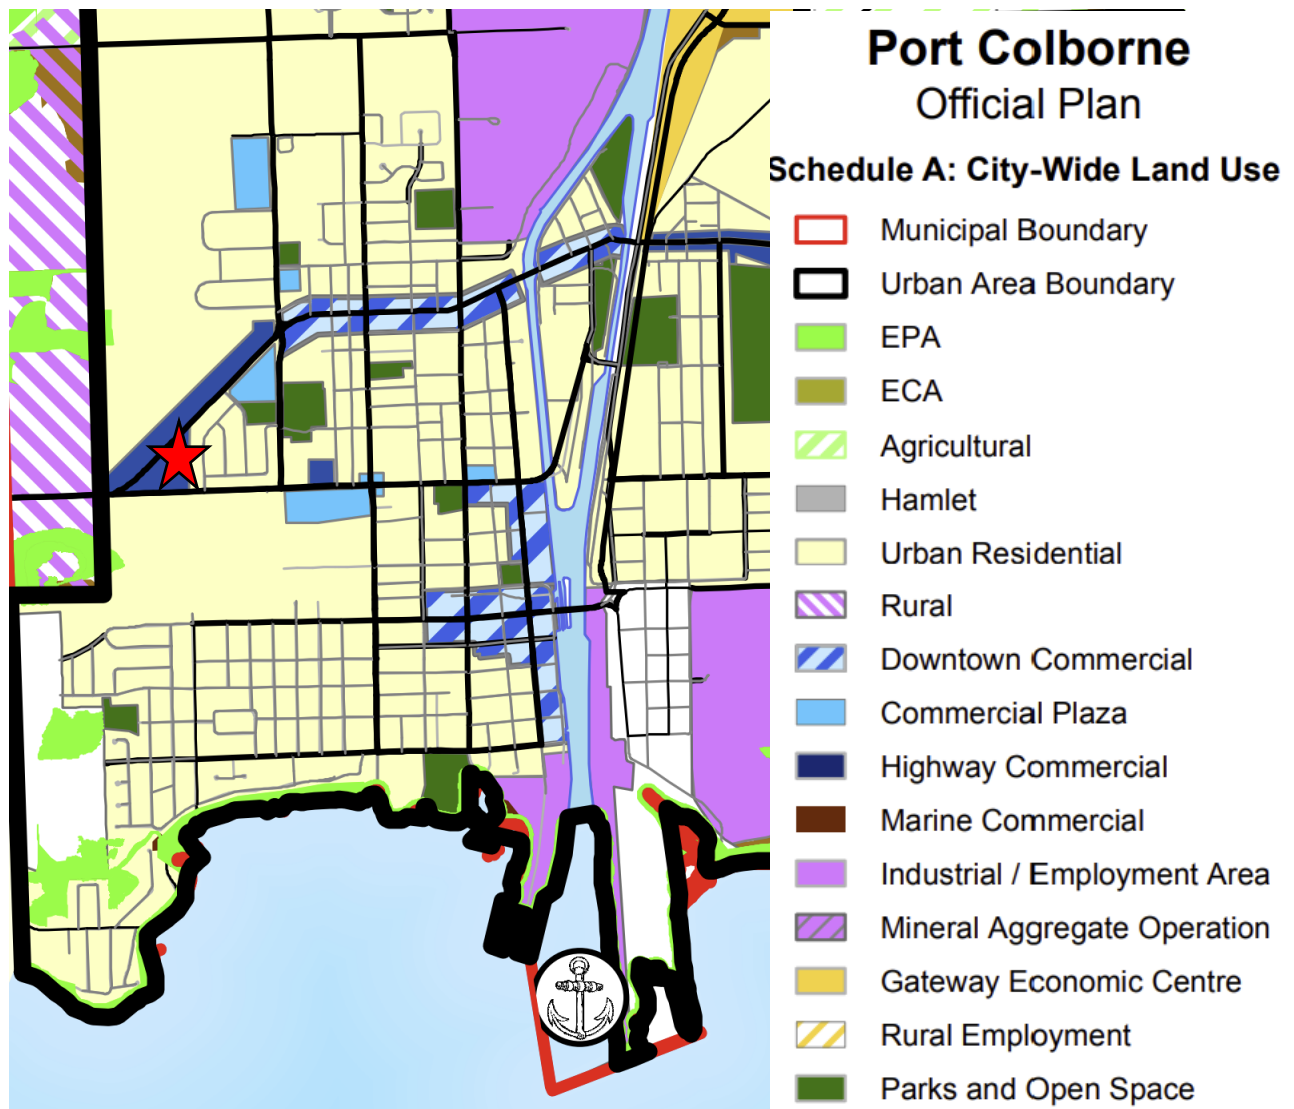 Port Colborne
Official Plan
Schedule A: City-Wide Land Use
Municipal Boundary
Urban Area Boundary
EPA
ECA
Agricultural
Hamlet
Urban Residential
Rural
Downtown Commercial
Commercial Plaza
Highway Commercial
Marine Commercial
Industrial / Employment Area
Mineral Aggregate Operation
Gateway Economic Centre
Rural Employment
Parks and Open Space